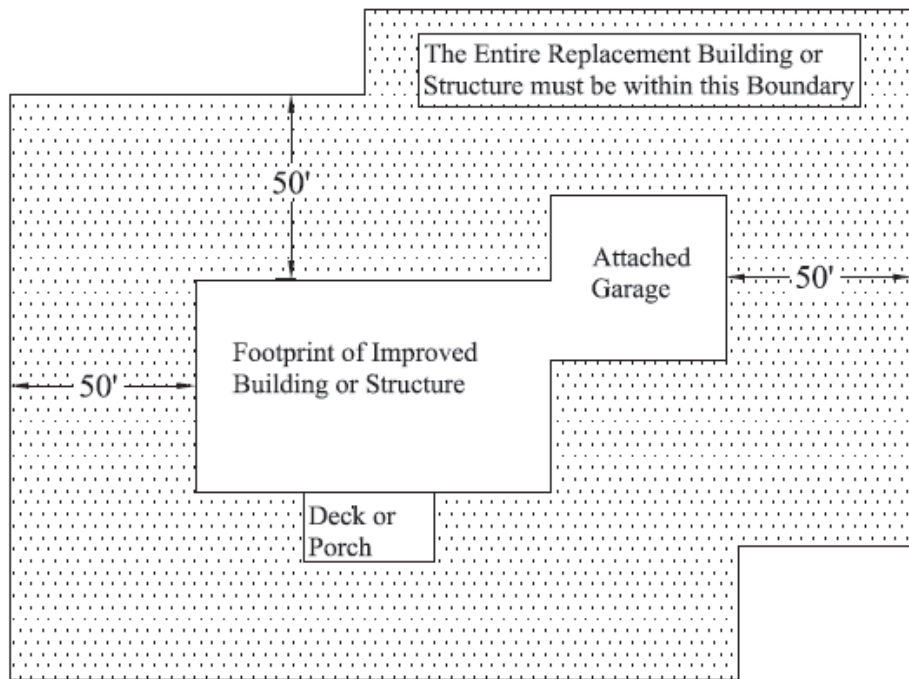 The Entire Replacement Building or
Structure must be within this Boundary
50'
Attached
Garage
50'
Footprint of Improved
Building or Structure
50'
Deck or
Porch